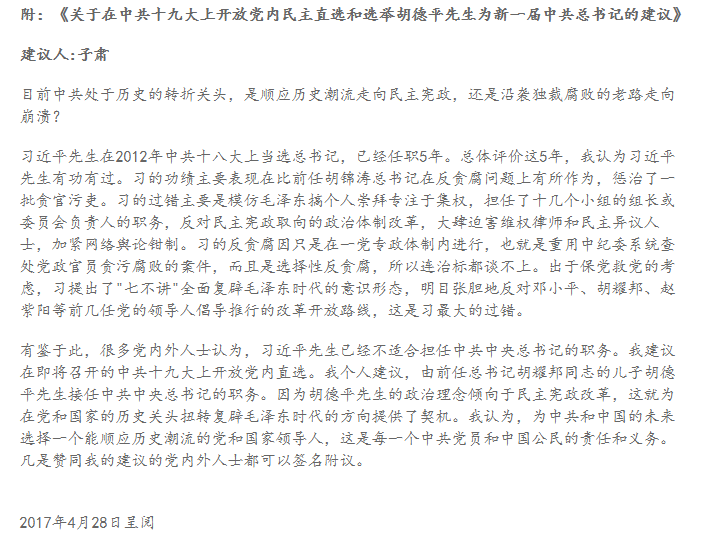 附：《关于在中共十九大上开放党内民主直选和选举胡德平先生为新一届中共总书记的建议》
建议人:子肃
目前中共处于历史的转折关头，是顺应历史潮流走向民主宪政，还是沿袭独裁腐败的老路走向
崩溃？
习近平先生在2012年中共十八大上当选总书记，已经任职5年。总体评价这5年，我认为习近平
先生有功有过。习的功绩主要表现在比前任胡锦涛总书记在反贪腐问题上有所作为，惩治了一
批贪官污吏。习的过错主要是模仿毛泽东搞个人崇拜专注于集权，担任了十几个小组的组长或
委员会负责人的职务，反对民主宪政取向的政治体制改革，大肆迫害维权律师和民主异议人
士，加紧网络舆论钳制。习的反贪腐因只是在一党专政体制内进行，也就是重用中纪委系统查
处党政官员贪污腐败的案件，而且是选择性反贪腐，所以连治标都谈不上。出于保党救党的考
虑，习提出了"七不讲"全面复辟毛泽东时代的意识形态，明目张胆地反对邓小平、胡耀邦、赵
紫阳等前几任党的领导人倡导推行的改革开放路线，这是习最大的过错。
有鉴于此，很多党内外人士认为，习近平先生已经不适合担任中共中央总书记的职务。我建议
在即将召开的中共十九大上开放党内直选。我个人建议，由前任总书记胡耀邦同志的儿子胡德
平先生接任中共中央总书记的职务。因为胡德平先生的政治理念倾向于民主宪政改革，这就为
在党和国家的历史关头扭转复辟毛泽东时代的方向提供了契机。我认为，为中共和中国的未来
选择一个能顺应历史潮流的党和国家领导人，这是每一个中共党员和中国公民的责任和义务。
凡是赞同我的建议的党内外人士都可以签名附议。
2017年4月28日呈阅